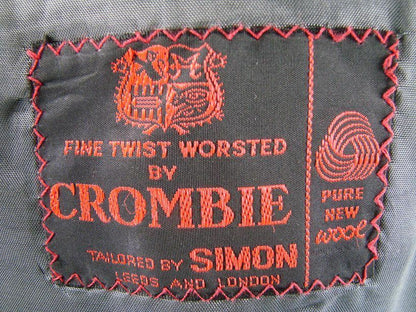 FINE TWIST WORSTED
BY
CROMBIE
TAILORED BY SIMON
LEEDS AND LONDON
PURE
NEW
wool